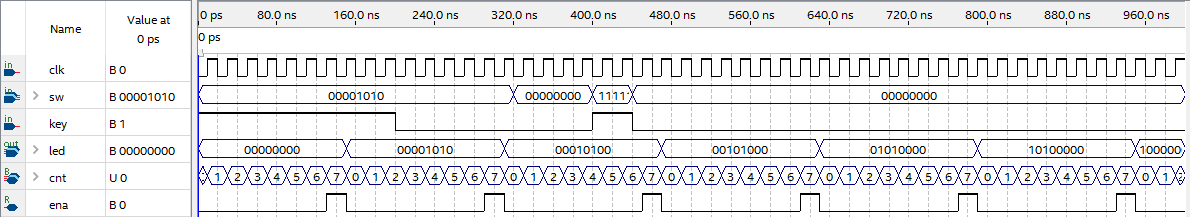 Name Value at 0 ps
0 ps 80.0 ns 160.0 ns 240.0 ns 320.0 ns 400.0 ns 480.0 ns 560.0 ns 640.0 ns 720.0 ns 800.0 ns 880.0 ns 960.0 ns
0 ps
in clk B 0
in sw B 00001010 00001010 00000000 1111 00000000
in key B 1
out led B 00000000 00000000 00001010 00010100 00101000 01010000 10100000 100000
R cnt U 0 1 2 3 4 5 6 7 0 1 2 3 4 5 6 7 0 1 2 3 4 5 6 7 0 1 2 3 4 5 6 7 0 1 2 3 4 5 6 7 0 1 2 3 4 5 6 7 0 1
R ena B 0